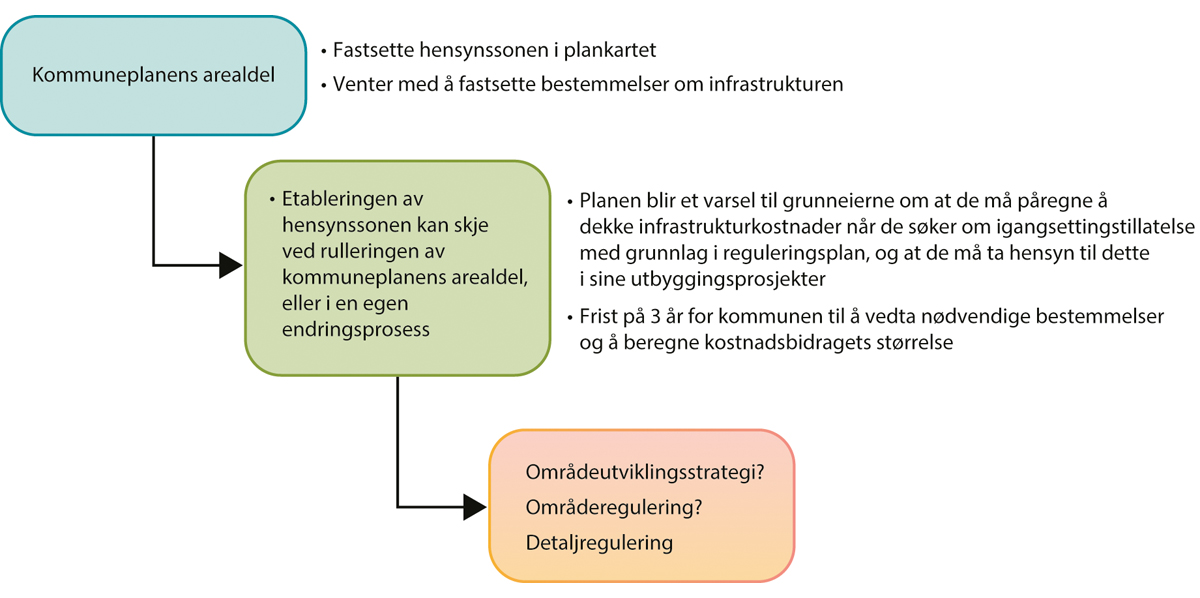 Kommuneplanens arealdel
• Fastsette hensynssonen i plankartet
• Venter med å fastsette bestemmelser om infrastrukturen
• Etableringen av
hensynssonen kan skje
ved rulleringen av
kommuneplanens arealdel,
eller i en egen
endringsprosess
• Planen blir et varsel til grunneierne om at de må påregne å
dekke infrastrukturkostnader når de søker om igangsettingstillatelse
med grunnlag i reguleringsplan, og at de må ta hensyn til dette
i sine utbyggingsprosjekter
• Frist på 3 år for kommunen til å vedta nødvendige bestemmelser
og å beregne kostnadsbidragets størrelse
Områdeutviklingsstrategi?
Områderegulering?
Detaljregulering